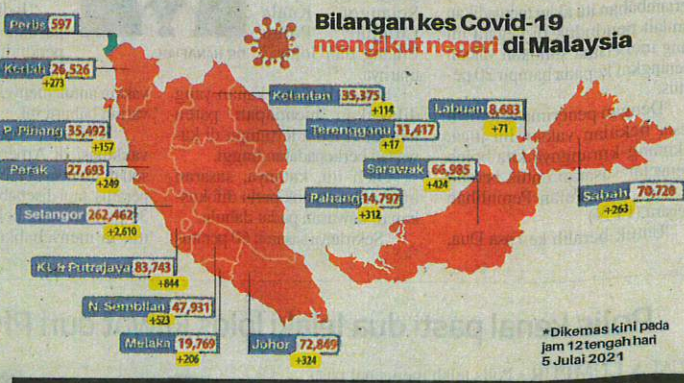 Bilangan kes Covid-19
mengikut negeri di Malaysia
Perlis 597
Kedah 26,526
+273
P. Pinang 35,492
+157
Perak 27,693
+249
Selangor 262,462
+2,610
KL & Putrajaya 83,743
+844
N. Sembilan 47,931
+523
Melaka 19,769
+206
Johor 72,849
+324
Kelantan 35,375
+114
Terengganu 11,417
+17
Pahang 14,797
+312
Labuan 8,683
+71
Sarawak 66,985
+424
Sabah 70,720
+263
*Dikemas kini pada
jam 12 tengah hari
5 Julai 2021